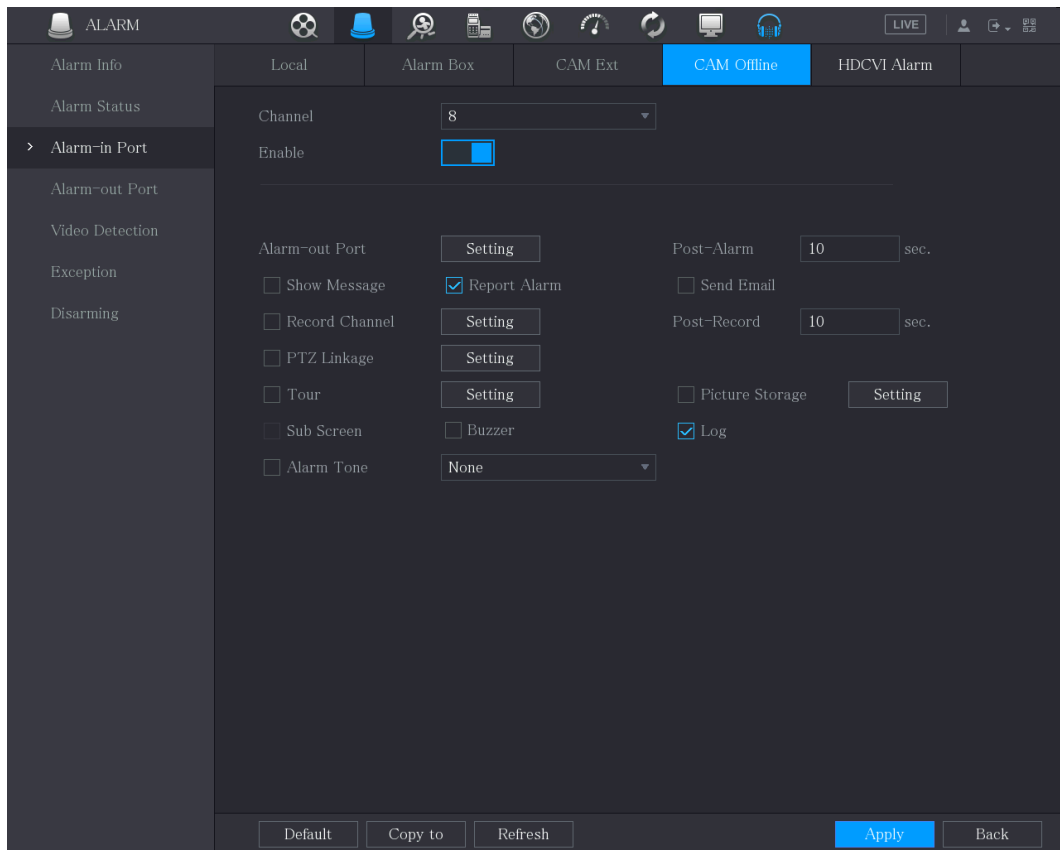 ALARM LIVE
Alarm Info
Alarm Status
Alarm-in Port
Alarm-out Port
Video Detection
Exception
Disarming
Local Alarm Box CAM Ext CAM Offline HDCVI Alarm
Channel 8
Enable
Alarm-out Port Setting Post-Alarm 10 sec.
Show Message Report Alarm Send Email
Record Channel Setting Post-Record 10 sec.
PTZ Linkage Setting
Tour Setting Picture Storage Setting
Sub Screen Buzzer Log
Alarm Tone None
Default Copy to Refresh Apply Back